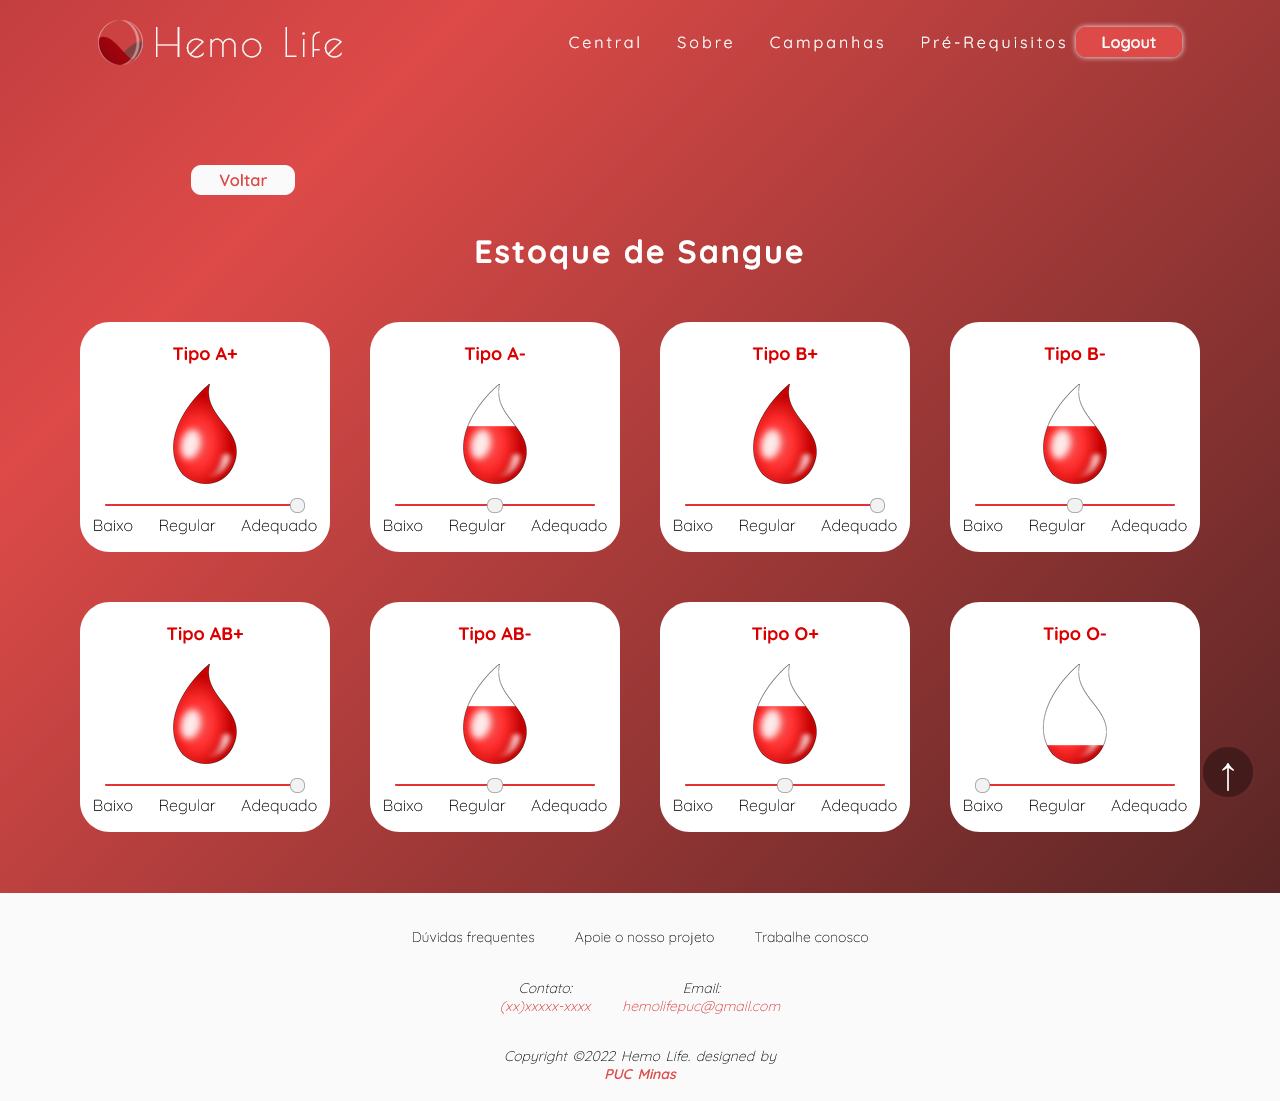 Hemo Life
Central Sobre Campanhas Pré-Requisitos Logout
Voltar
Estoque de Sangue
Tipo A+ Tipo A- Tipo B+ Tipo B-
Baixo Regular Adequado Baixo Regular Adequado Baixo Regular Adequado Baixo Regular Adequado
Tipo AB+ Tipo AB- Tipo O+ Tipo O-
Baixo Regular Adequado Baixo Regular Adequado Baixo Regular Adequado Baixo Regular Adequado
↑
Dúvidas frequentes Apoie o nosso projeto Trabalhe conosco
Contato: Email:
(xx)xxxxx-xxxx hemolifepuc@gmail.com
Copyright ©2022 Hemo Life. designed by
PUC Minas